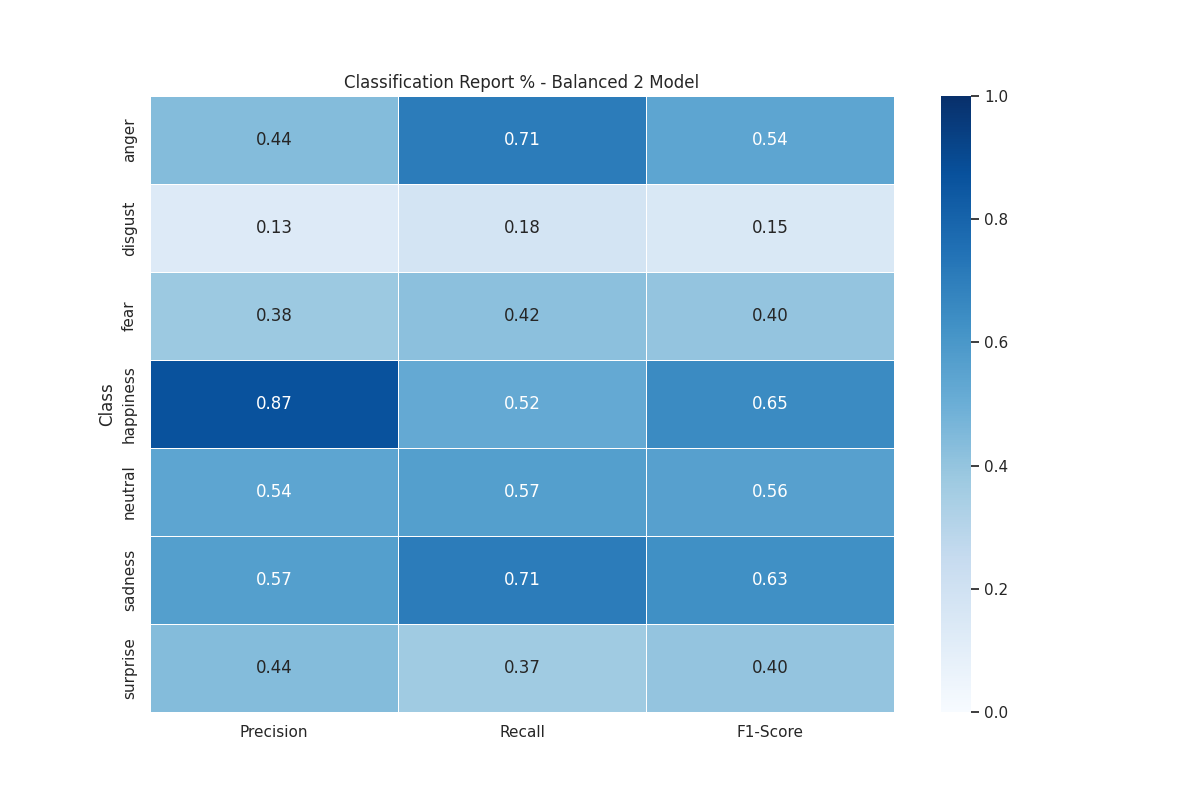 Classification Report % - Balanced 2 Model
1.0
anger 0.44 0.71 0.54
0.8
disgust 0.13 0.18 0.15
fear 0.38 0.42 0.40
0.6
Class
happiness 0.87 0.52 0.65
0.4
neutral 0.54 0.57 0.56
sadness 0.57 0.71 0.63
0.2
surprise 0.44 0.37 0.40
0.0
Precision Recall F1-Score